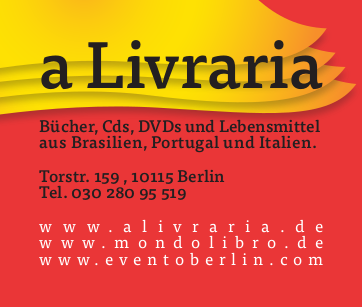 a Livraria
Bücher, Cds, DVDs und Lebensmittel
aus Brasilien, Portugal und Italien.
Torstr. 159 , 10115 Berlin
Tel. 030 280 95 519
www.alivraria.de
www.mondolibro.de
www.eventoberlin.com